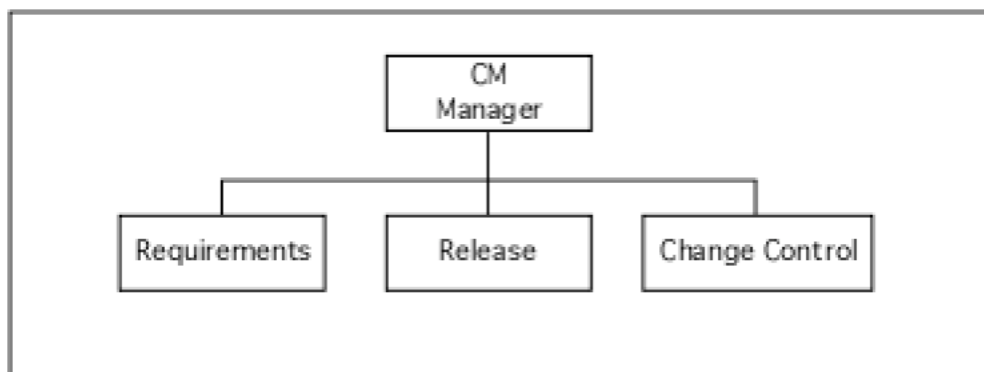 CM
Manager
Requirements
Release
Change Control